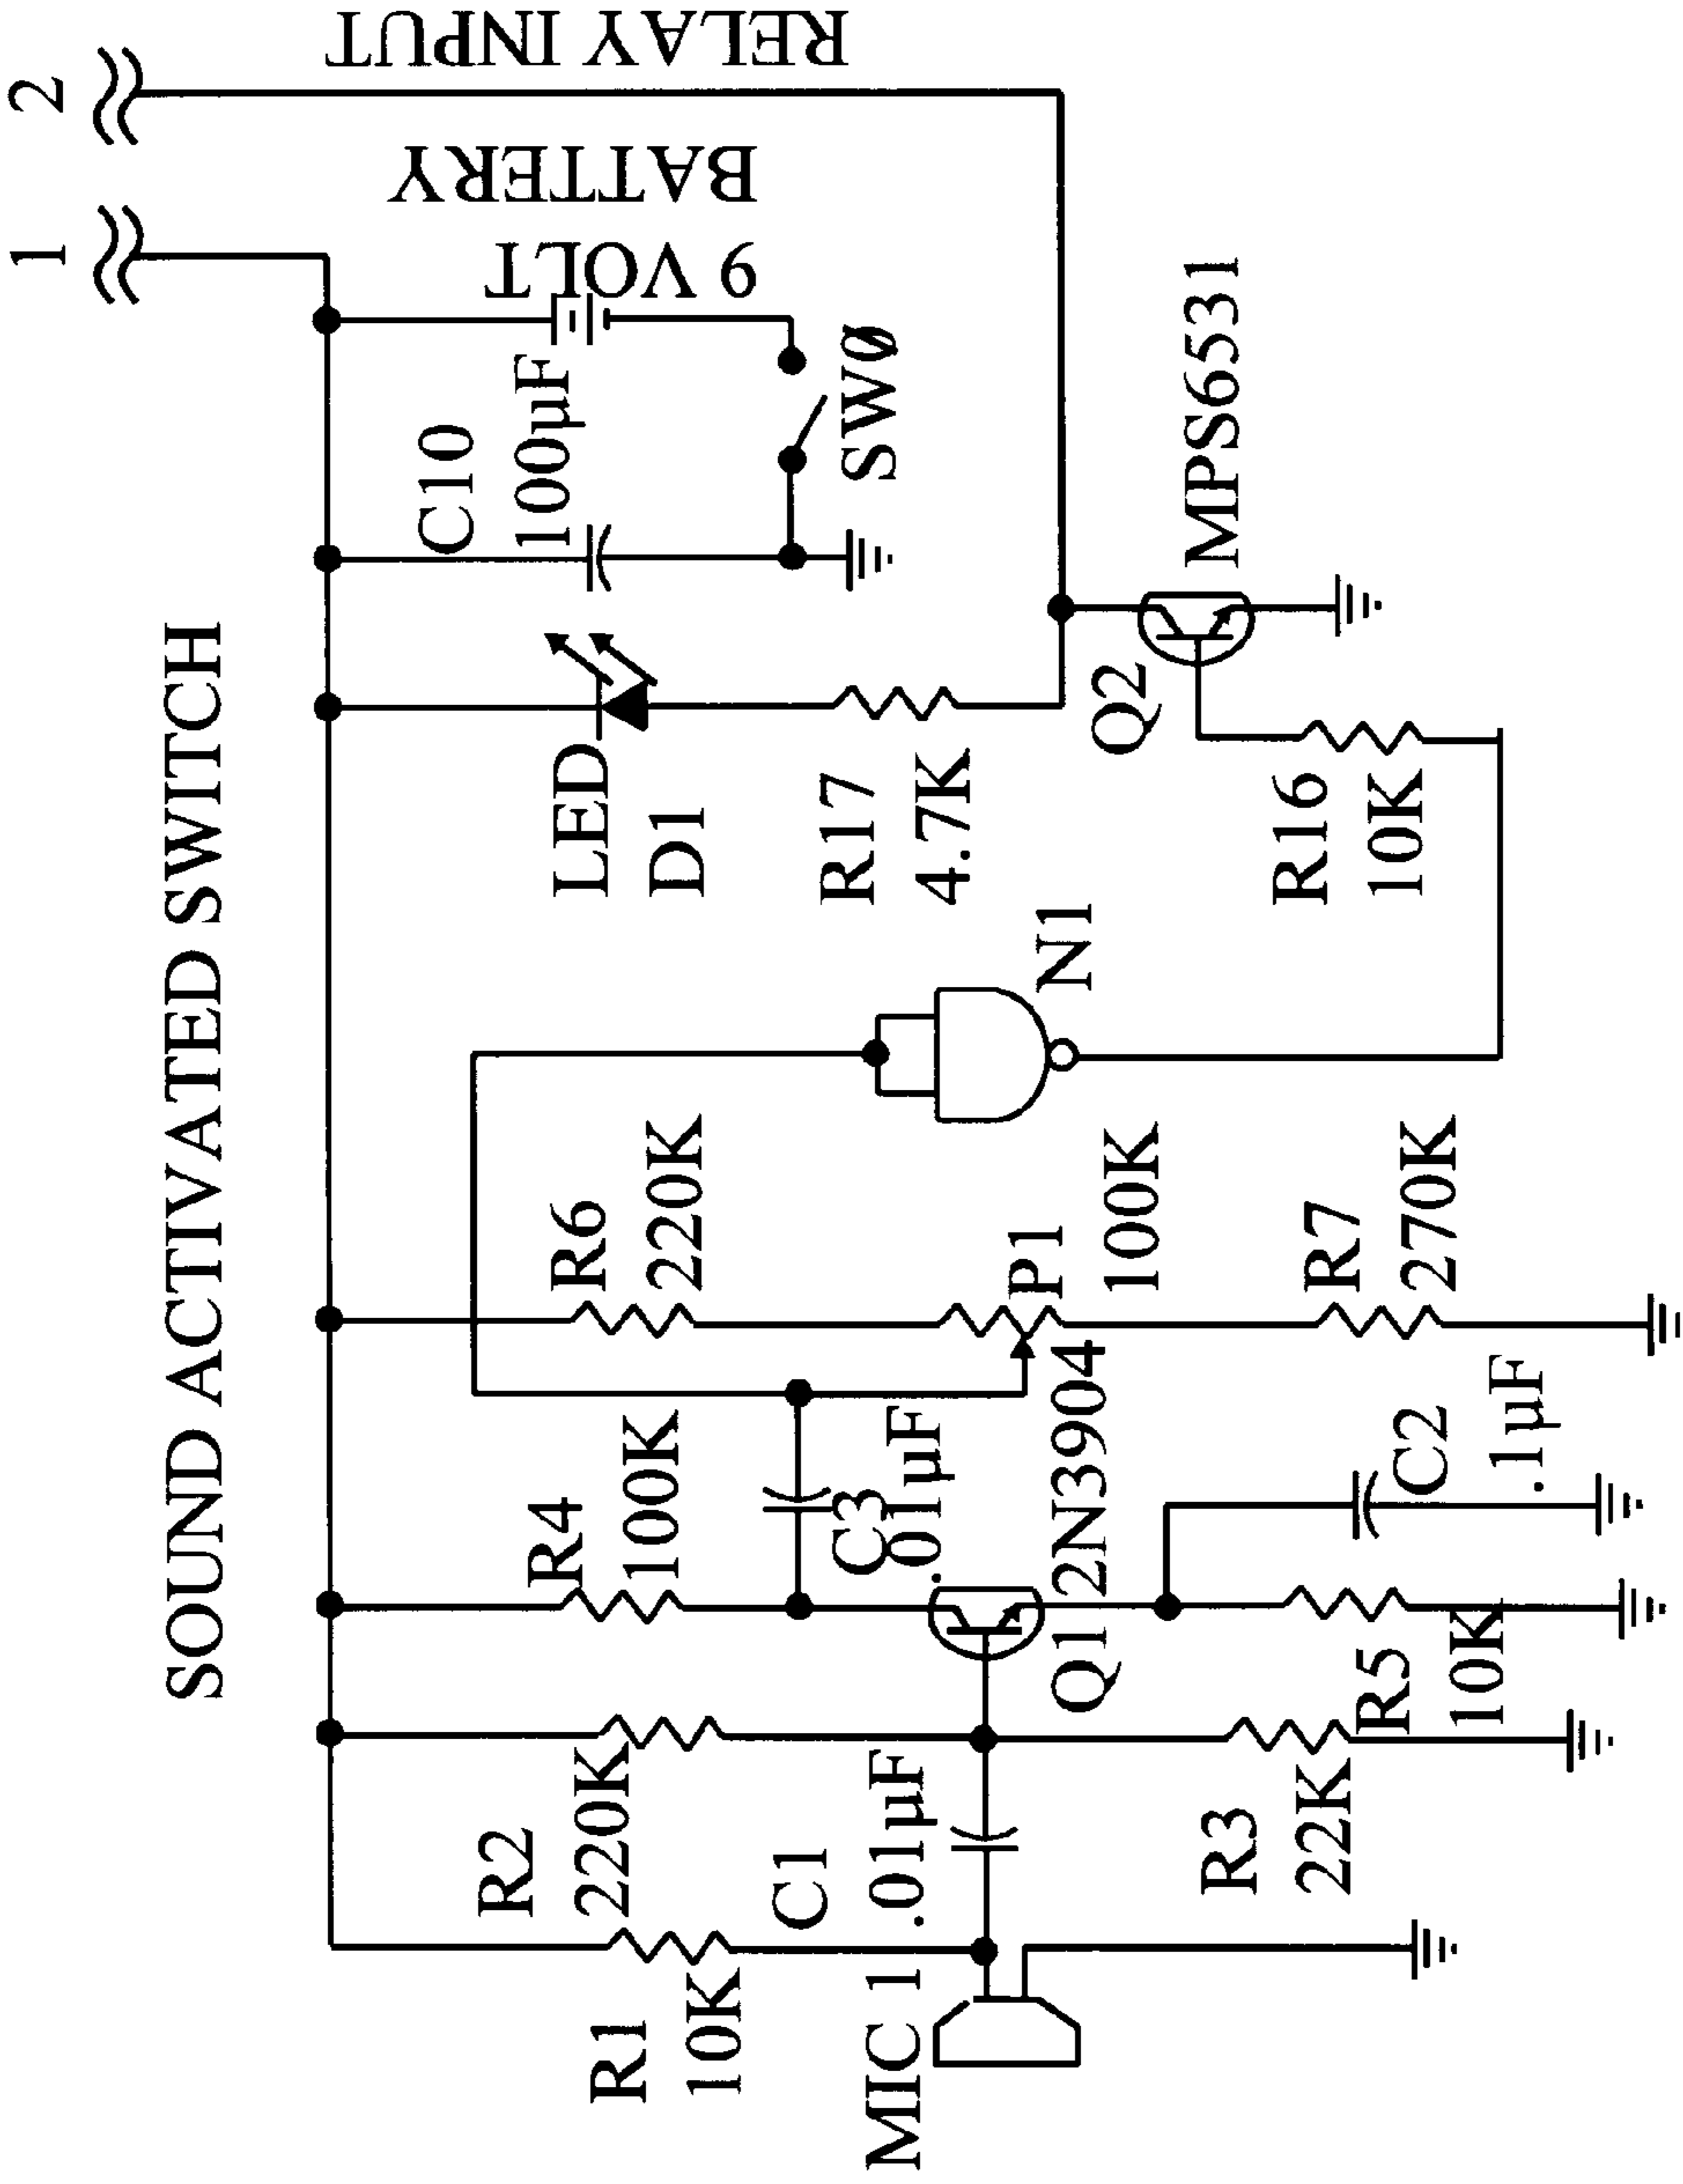 SOUND ACTIVATED SWITCH
1
2
R1
10K
R2
220K
MIC 1
C1
.01µF
R3
22K
R4
100K
C3
.01µF
Q1
2N3904
R5
10K
C2
.1µF
R6
220K
P1
100K
R7
270K
N1
LED
D1
R17
4.7K
Q2
MPS6531
R16
10K
C10
100µF
SWØ
9 VOLT
BATTERY
RELAY INPUT